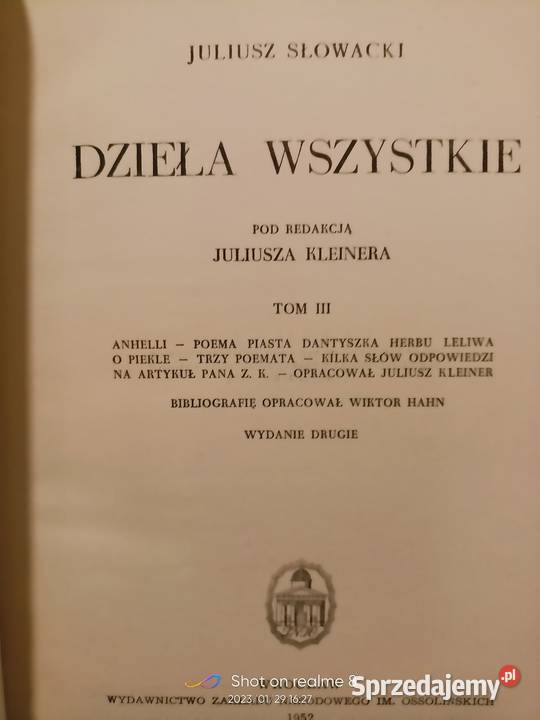 JULIUSZ SŁOWACKI
DZIEŁA WSZYSTKIE
POD REDAKCJĄ
JULIUSZA KLEINERA
TOM III
ANHELLI – POEMA PIASTA DANTYSZKA HERBU LELIWA
O PIEKLE – TRZY POEMATA – KILKA SŁÓW ODPOWIEDZI
NA ARTYKUŁ PANA Z. K. – OPRACOWAŁ JULIUSZ KLEINER
BIBLIOGRAFIĘ OPRACOWAŁ WIKTOR HAHN
WYDANIE DRUGIE
Shot on realme 8
2023/01/29 16:27
WYDAWNICTWO IM. OSSOLIŃSKICH
1952
Sprzedajemy.pl